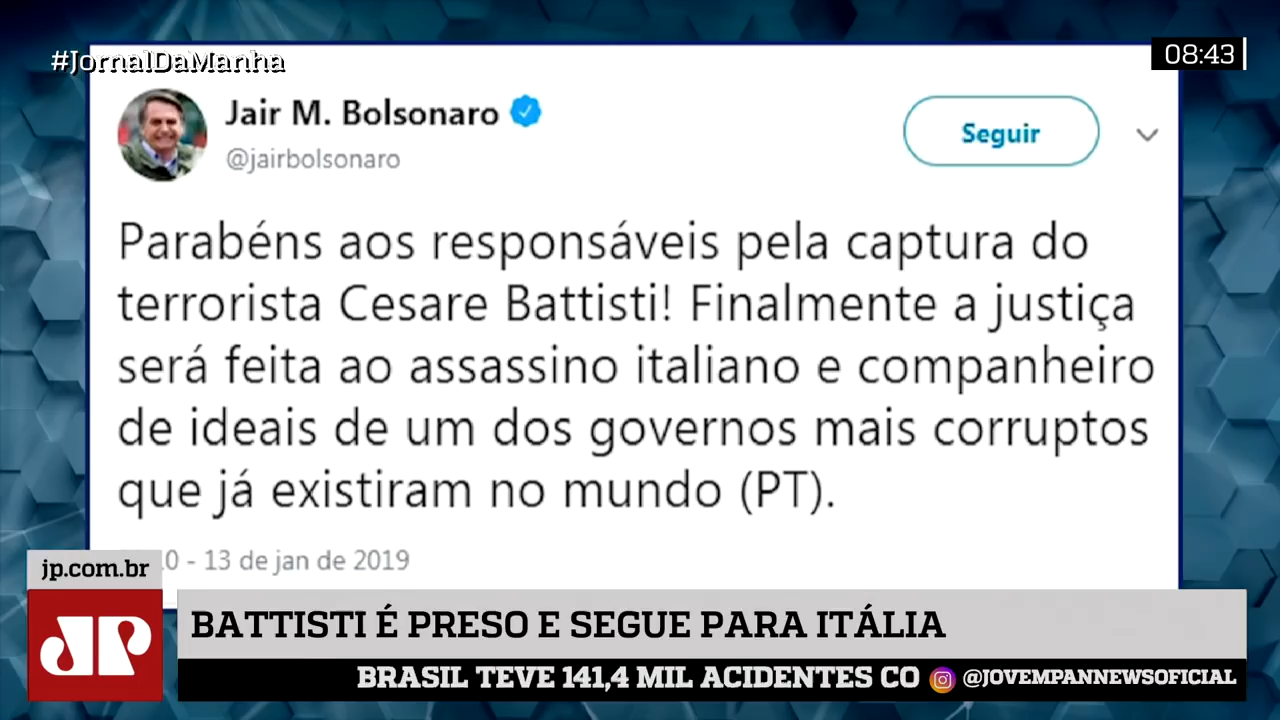 #JornalDaManha
08:43
Jair M. Bolsonaro
@jairbolsonaro
Seguir
Parabéns aos responsáveis pela captura do
terrorista Cesare Battisti! Finalmente a justiça
será feita ao assassino italiano e companheiro
de ideais de um dos governos mais corruptos
que já existiram no mundo (PT).
- 13 de jan de 2019
jp.com.br
JP
BATTISTI É PRESO E SEGUE PARA ITÁLIA
BRASIL TEVE 141,4 MIL ACIDENTES CO
@JOVEMPANNEWSOFICIAL